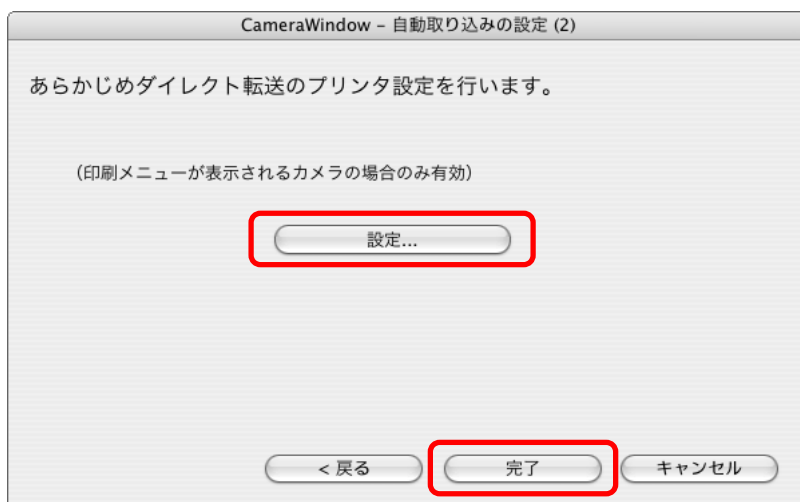 CameraWindow – 自動取り込みの設定 (2)
あらかじめダイレクト転送のプリンタ設定を行います。
（印刷メニューが表示されるカメラの場合のみ有効）
設定...
< 戻る 完了 キャンセル